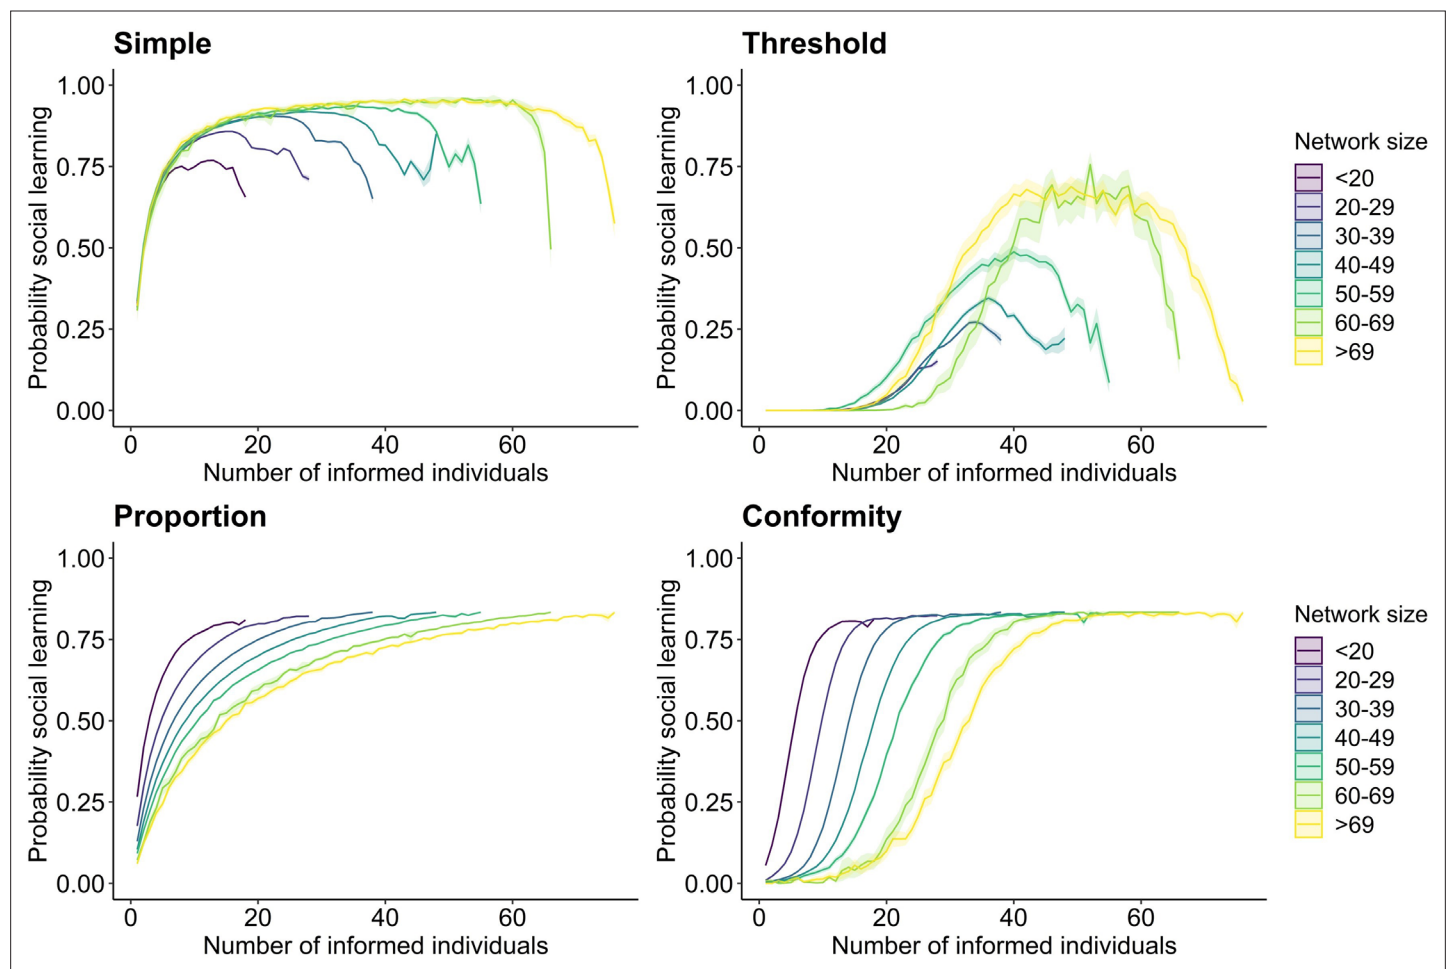 Simple
1.00
0.75
0.50
0.25
0.00
Probability social learning
0 20 40 60
Number of informed individuals
Threshold
1.00
0.75
0.50
0.25
0.00
Probability social learning
0 20 40 60
Number of informed individuals
Network size
<20
20-29
30-39
40-49
50-59
60-69
>69
Proportion
1.00
0.75
0.50
0.25
0.00
Probability social learning
0 20 40 60
Number of informed individuals
Conformity
1.00
0.75
0.50
0.25
0.00
Probability social learning
0 20 40 60
Number of informed individuals
Network size
<20
20-29
30-39
40-49
50-59
60-69
>69